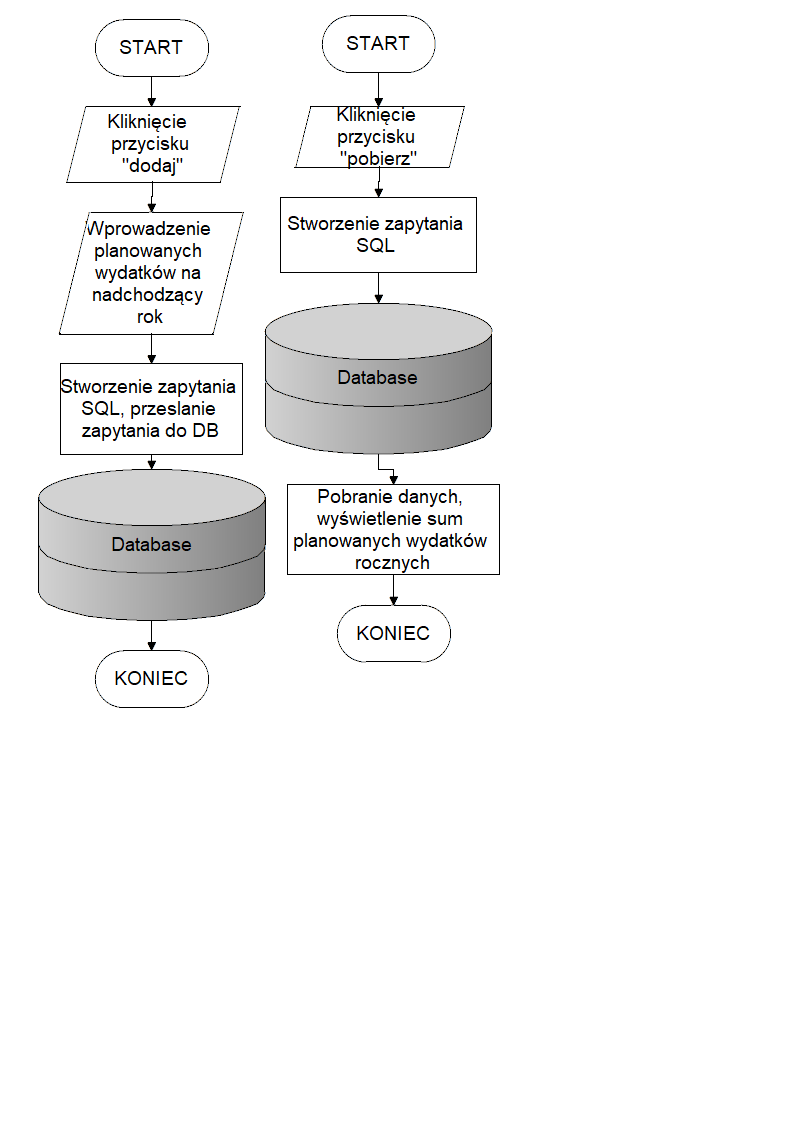 START
Kliknięcie
przycisku
"dodaj"
Wprowadzenie
planowanych
wydatków na
nadchodzący
rok
Stworzenie zapytania
SQL, przeslanie
zapytania do DB
Database
KONIEC
START
Kliknięcie
przycisku
"pobierz"
Stworzenie zapytania
SQL
Database
Pobranie danych,
wyświetlenie sum
planowanych wydatków
rocznych
KONIEC